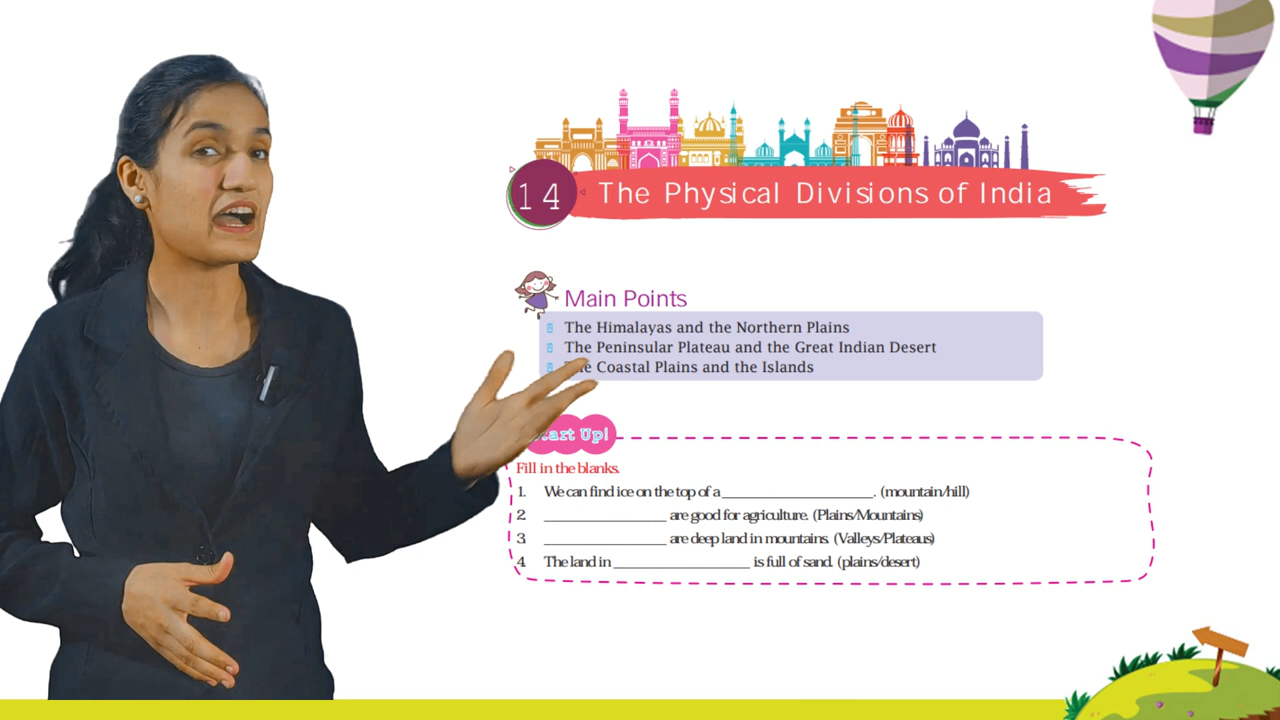 14 The Physical Divisions of India
Main Points
The Himalayas and the Northern Plains
The Peninsular Plateau and the Great Indian Desert
Coastal Plains and the Islands
Up!
Fill in the blanks.
1. We can find ice on the top of a ____________________. (mountain/hill)
2. ________________ are good for agriculture. (Plains/Mountains)
3. ________________ are deep land in mountains. (Valleys/Plateaus)
4. The land in __________________ is full of sand. (plains/desert)